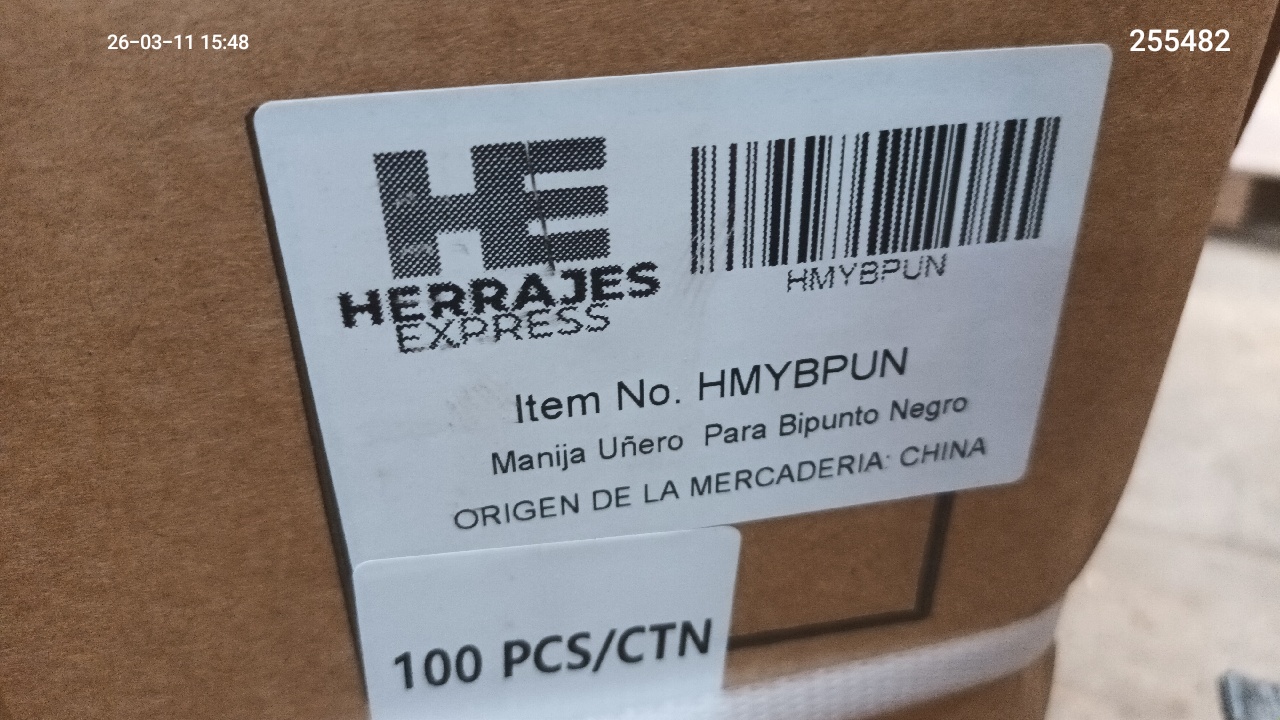 26-03-11 15:48
255482
HE
HERRAJES
EXPRESS
HMYBPUN
Item No. HMYBPUN
Manija Uñero Para Bipunto Negro
ORIGEN DE LA MERCADERIA: CHINA
100 PCS/CTN